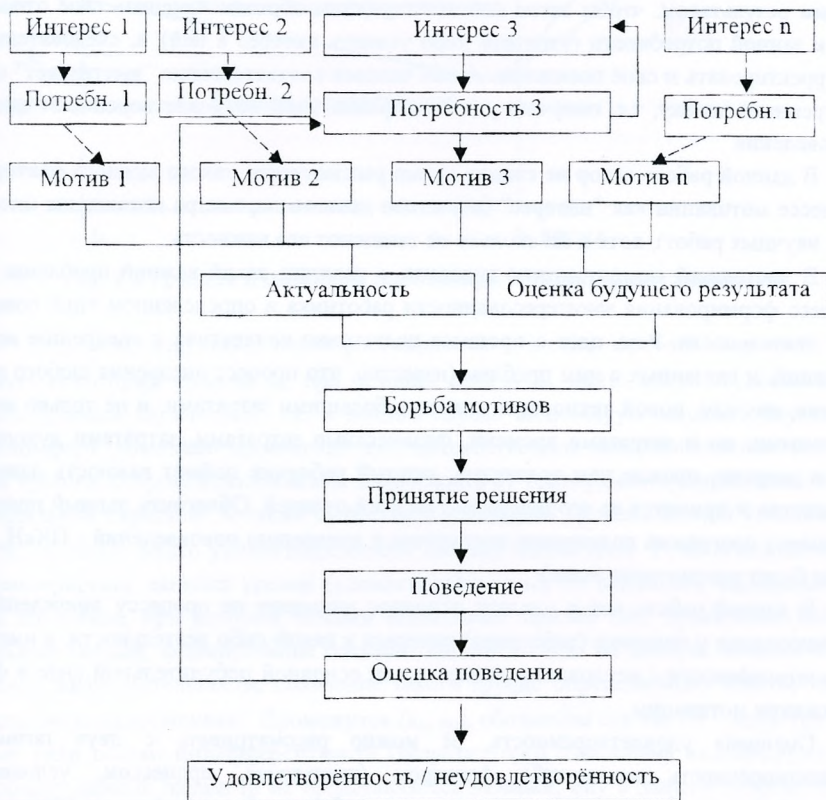 Интерес 1
Интерес 2
Интерес 3
Интерес n
Потребн. 1
Потребн. 2
Потребность 3
Потребн. n
Мотив 1
Мотив 2
Мотив 3
Мотив n
Актуальность
Оценка будущего результата
Борьба мотивов
Принятие решения
Поведение
Оценка поведения
Удовлетворённость / неудовлетворённость